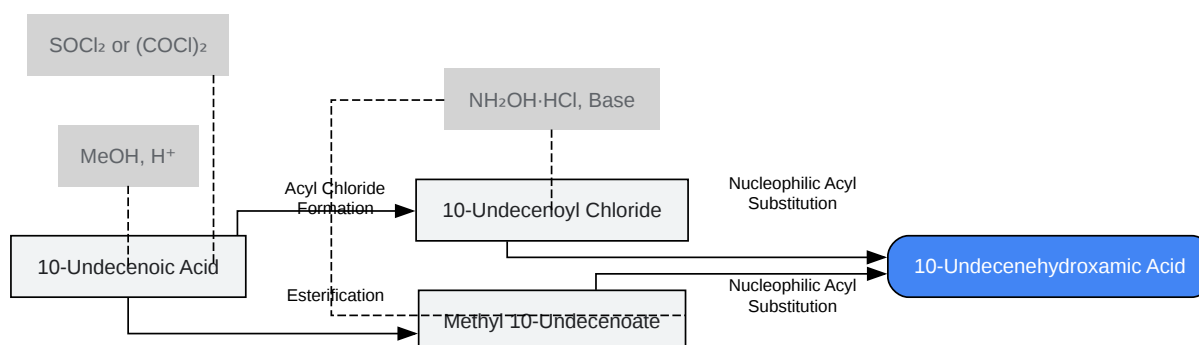 SOCl₂ or (COCl)₂
NH₂OH·HCl, Base
MeOH, H⁺
Acyl Chloride
Formation
10-Undecenoyl Chloride
Nucleophilic Acyl
Substitution
10-Undecenoic Acid
10-Undecenehydroxamic Acid
Esterification
Methyl 10-Undecenoate
Nucleophilic Acyl
Substitution